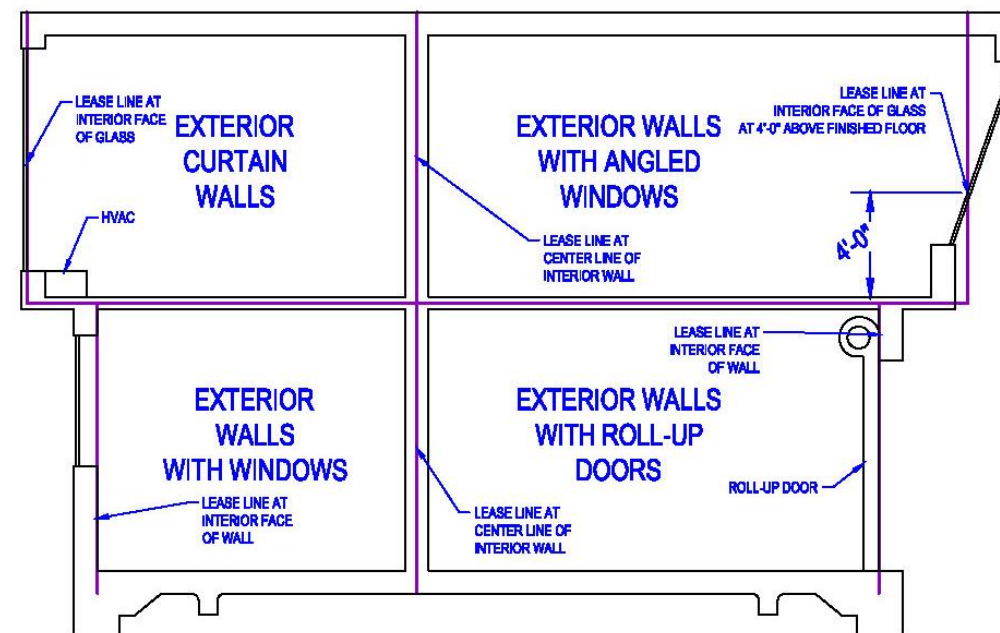 LEASE LINE AT
INTERIOR FACE
OF GLASS
EXTERIOR
CURTAIN
WALLS
HVAC
EXTERIOR WALLS
WITH ANGLED
WINDOWS
LEASE LINE AT
INTERIOR FACE OF GLASS
AT 4'-0" ABOVE FINISHED FLOOR
LEASE LINE AT
CENTER LINE OF
INTERIOR WALL
4'-0"
EXTERIOR
WALLS
WITH WINDOWS
LEASE LINE AT
INTERIOR FACE
OF WALL
EXTERIOR WALLS
WITH ROLL-UP
DOORS
LEASE LINE AT
INTERIOR FACE
OF WALL
ROLL-UP DOOR
LEASE LINE AT
CENTER LINE OF
INTERIOR WALL